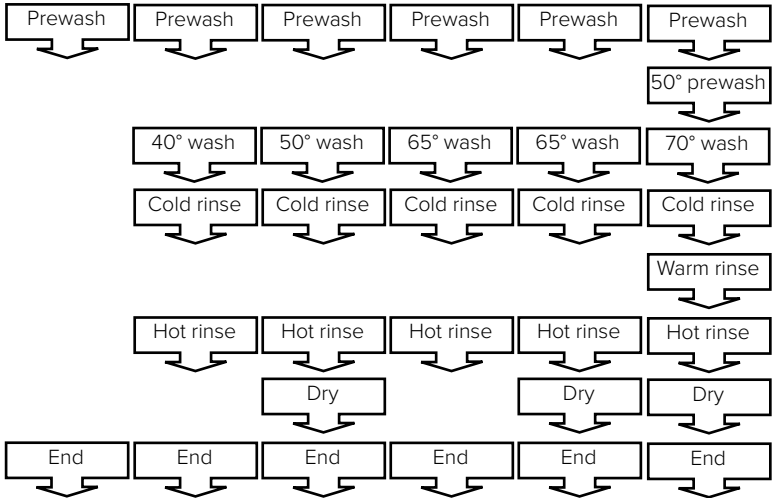 Prewash Prewash Prewash Prewash Prewash Prewash
50° prewash
40° wash 50° wash 65° wash 65° wash 70° wash
Cold rinse Cold rinse Cold rinse Cold rinse Cold rinse
Warm rinse
Hot rinse Hot rinse Hot rinse Hot rinse Hot rinse
Dry Dry Dry
End End End End End End